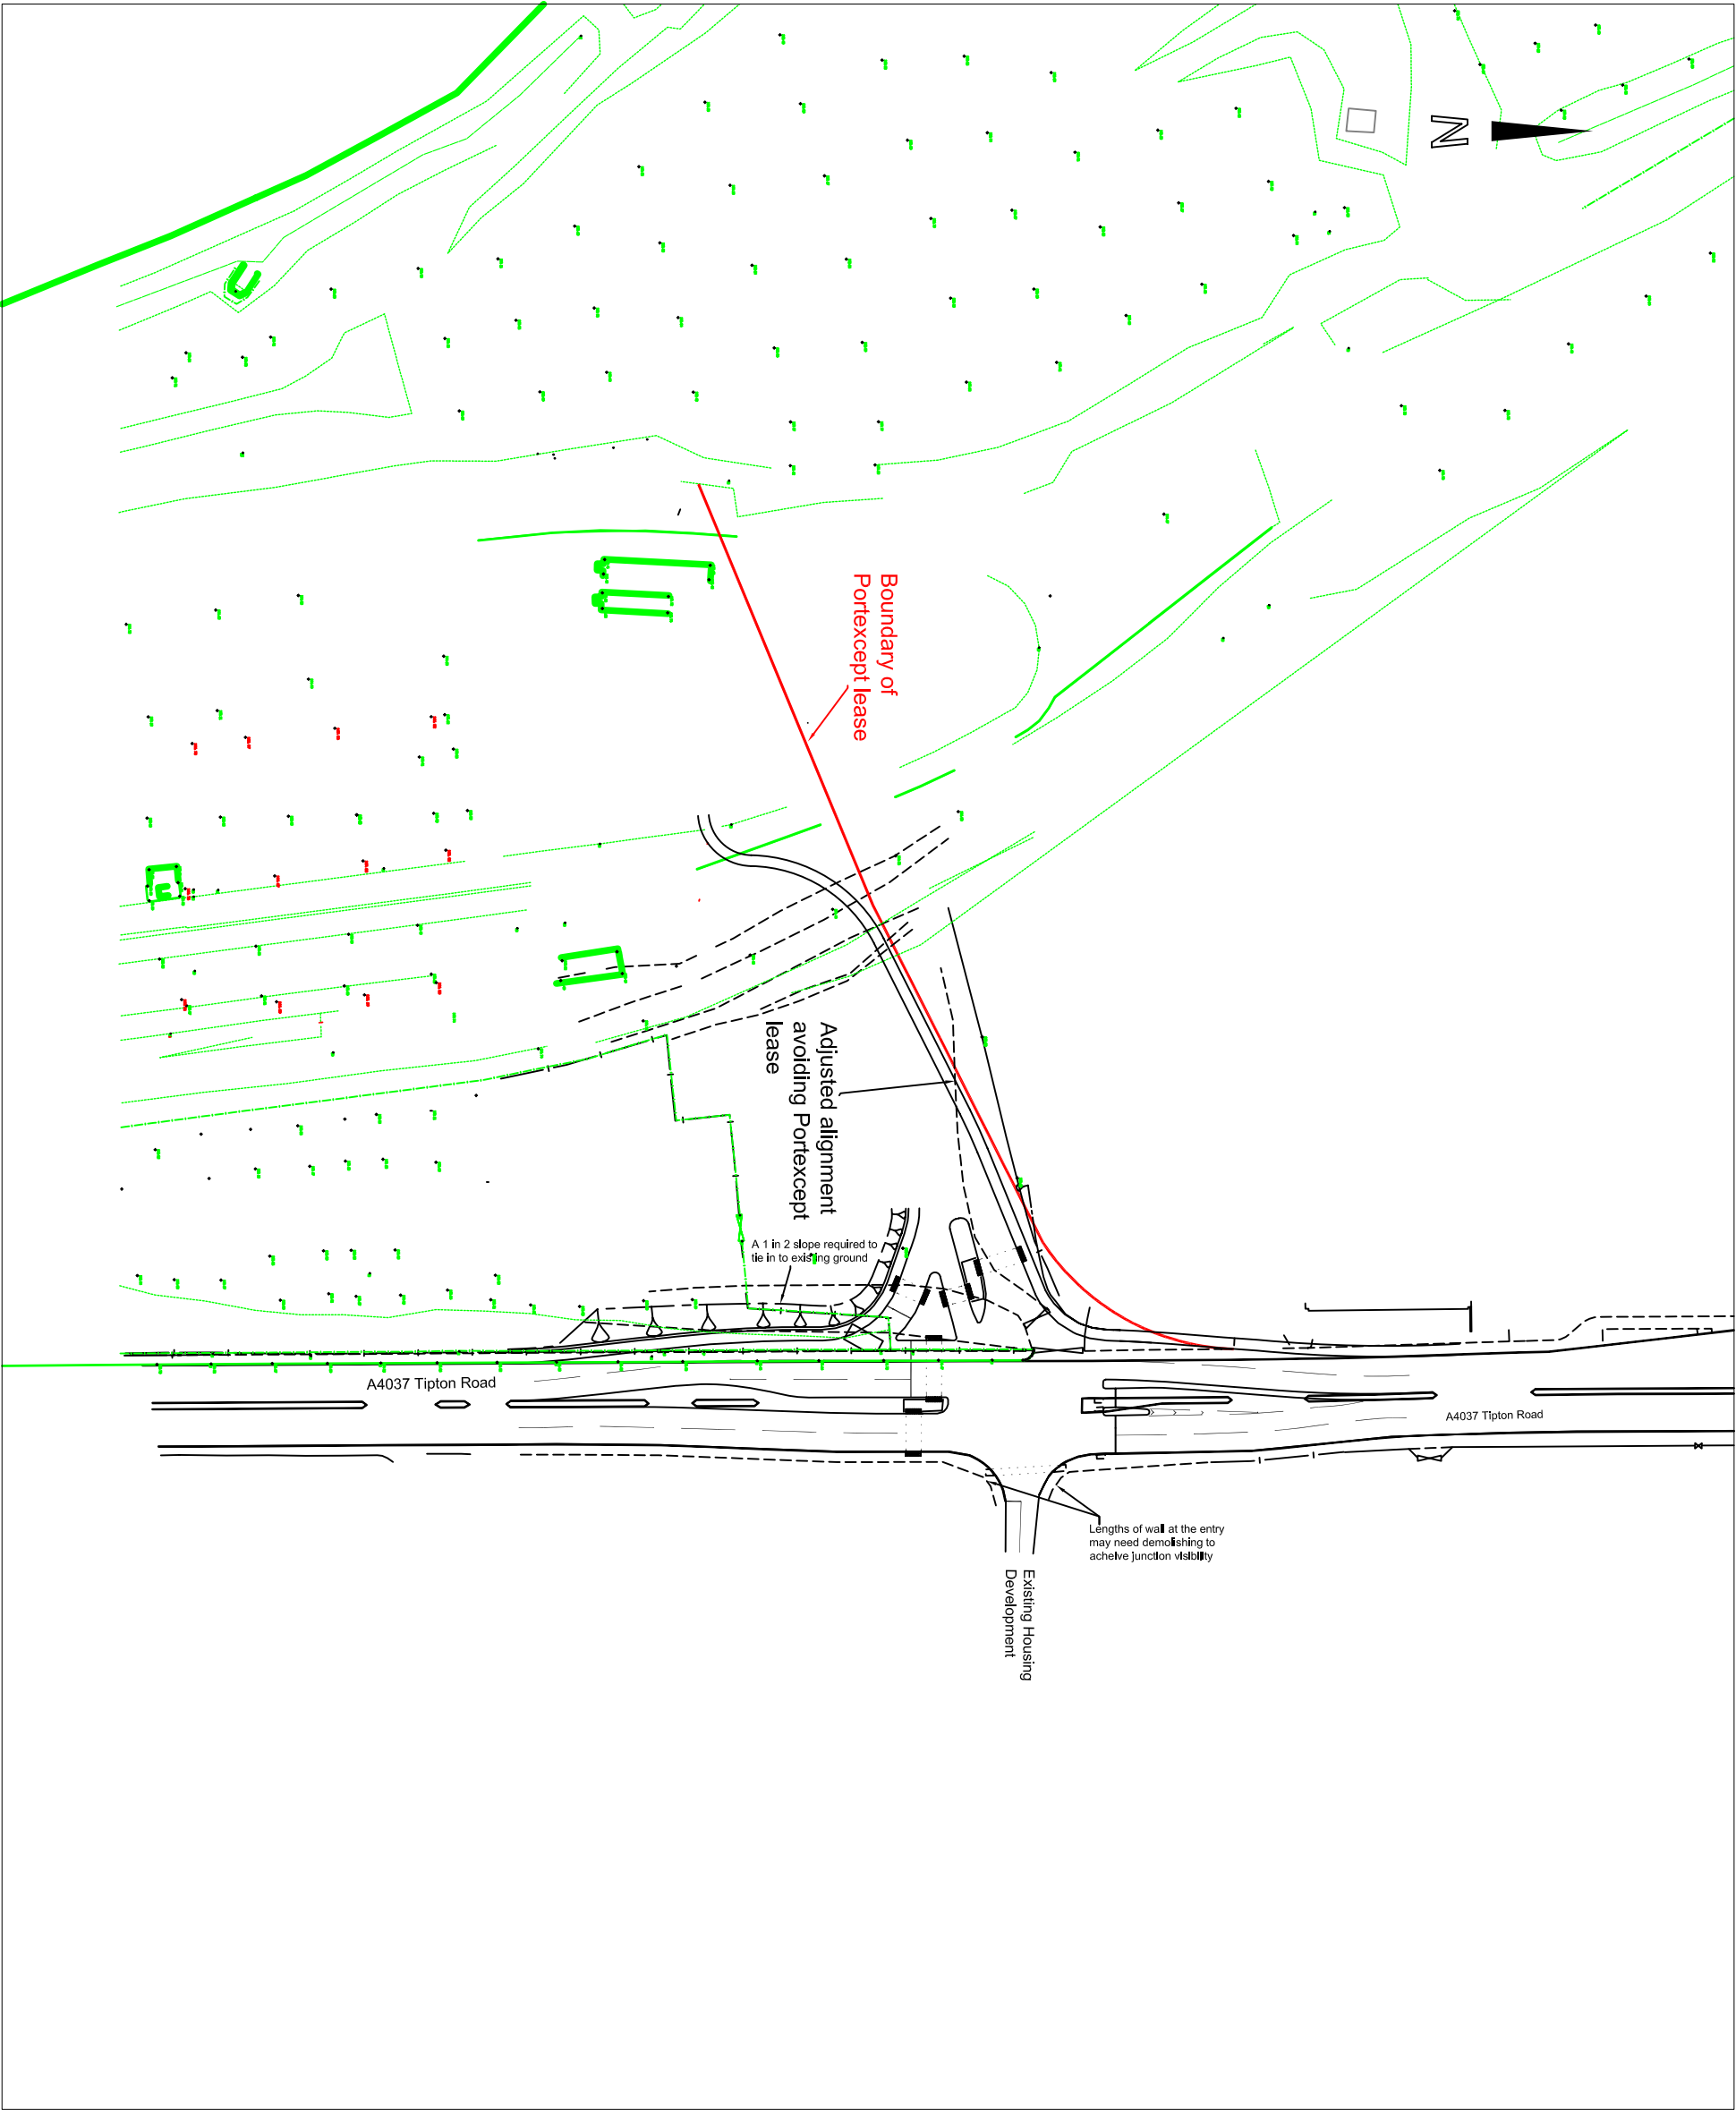 N
Boundary of
Portexcept lease
Adjusted alignment
avoiding Portexcept
lease
A 1 in 2 slope required to
tie in to existing ground
A4037 Tipton Road
A4037 Tipton Road
Lengths of wall at the entry
may need demolishing to
acheive junction visiblity
Existing Housing
Development